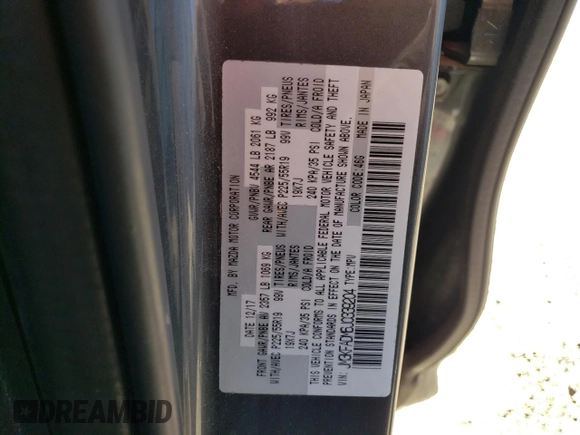 MFD. BY MAZDA MOTOR CORPORATION
DATE 12/17 GVWR/PNBV 4544 LB 2061 KG
FRONT GAWR/PNBE AV 2357 LB 1069 KG REAR GAWR/PNBE AR 2187 LB 992 KG
WITH/AVEC P225/55R19 99V TIRES/PNEUS WITH/AVEC P225/55R19 99V TIRES/PNEUS
19X7J RIMS/JANTES 19X7J RIMS/JANTES
240 KPA/35 PSI COLD/A FROID 240 KPA/35 PSI COLD/A FROID
THIS VEHICLE CONFORMS TO ALL APPLICABLE FEDERAL MOTOR VEHICLE SAFETY AND THEFT
PREVENTION STANDARDS IN EFFECT ON THE DATE OF MANUFACTURE SHOWN ABOVE.
JM3KFADM5J0339204 TYPE:MPV COLOR CODE:46G MADE IN JAPAN
DREAMBID